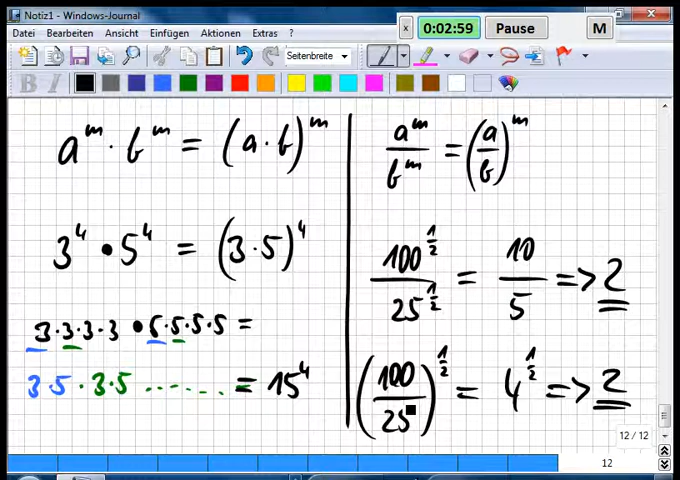 Notiz1 - Windows-Journal
x 0:02:59 Pause M
Datei Bearbeiten Ansicht Einfügen Aktionen Extras ?
Seitenbreite
B I
a^m · b^m = (a · b)^m
3^4 • 5^4 = (3·5)^4
3·3·3·3 • 5·5·5·5 =
3·5 · 3·5 ........ = 15^4
a^m / b^m = (a/b)^m
100^(1/2) / 25^(1/2) = 10/5 => 2
(100/25)^(1/2) = 4^(1/2) => 2
12 / 12
12